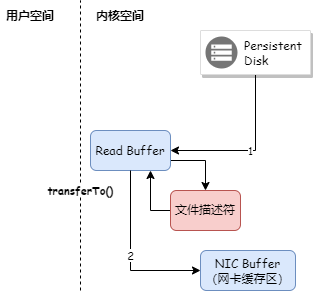 用户空间
内核空间
Persistent
Disk
1
Read Buffer
transferTo()
文件描述符
2
NIC Buffer
(网卡缓存区)